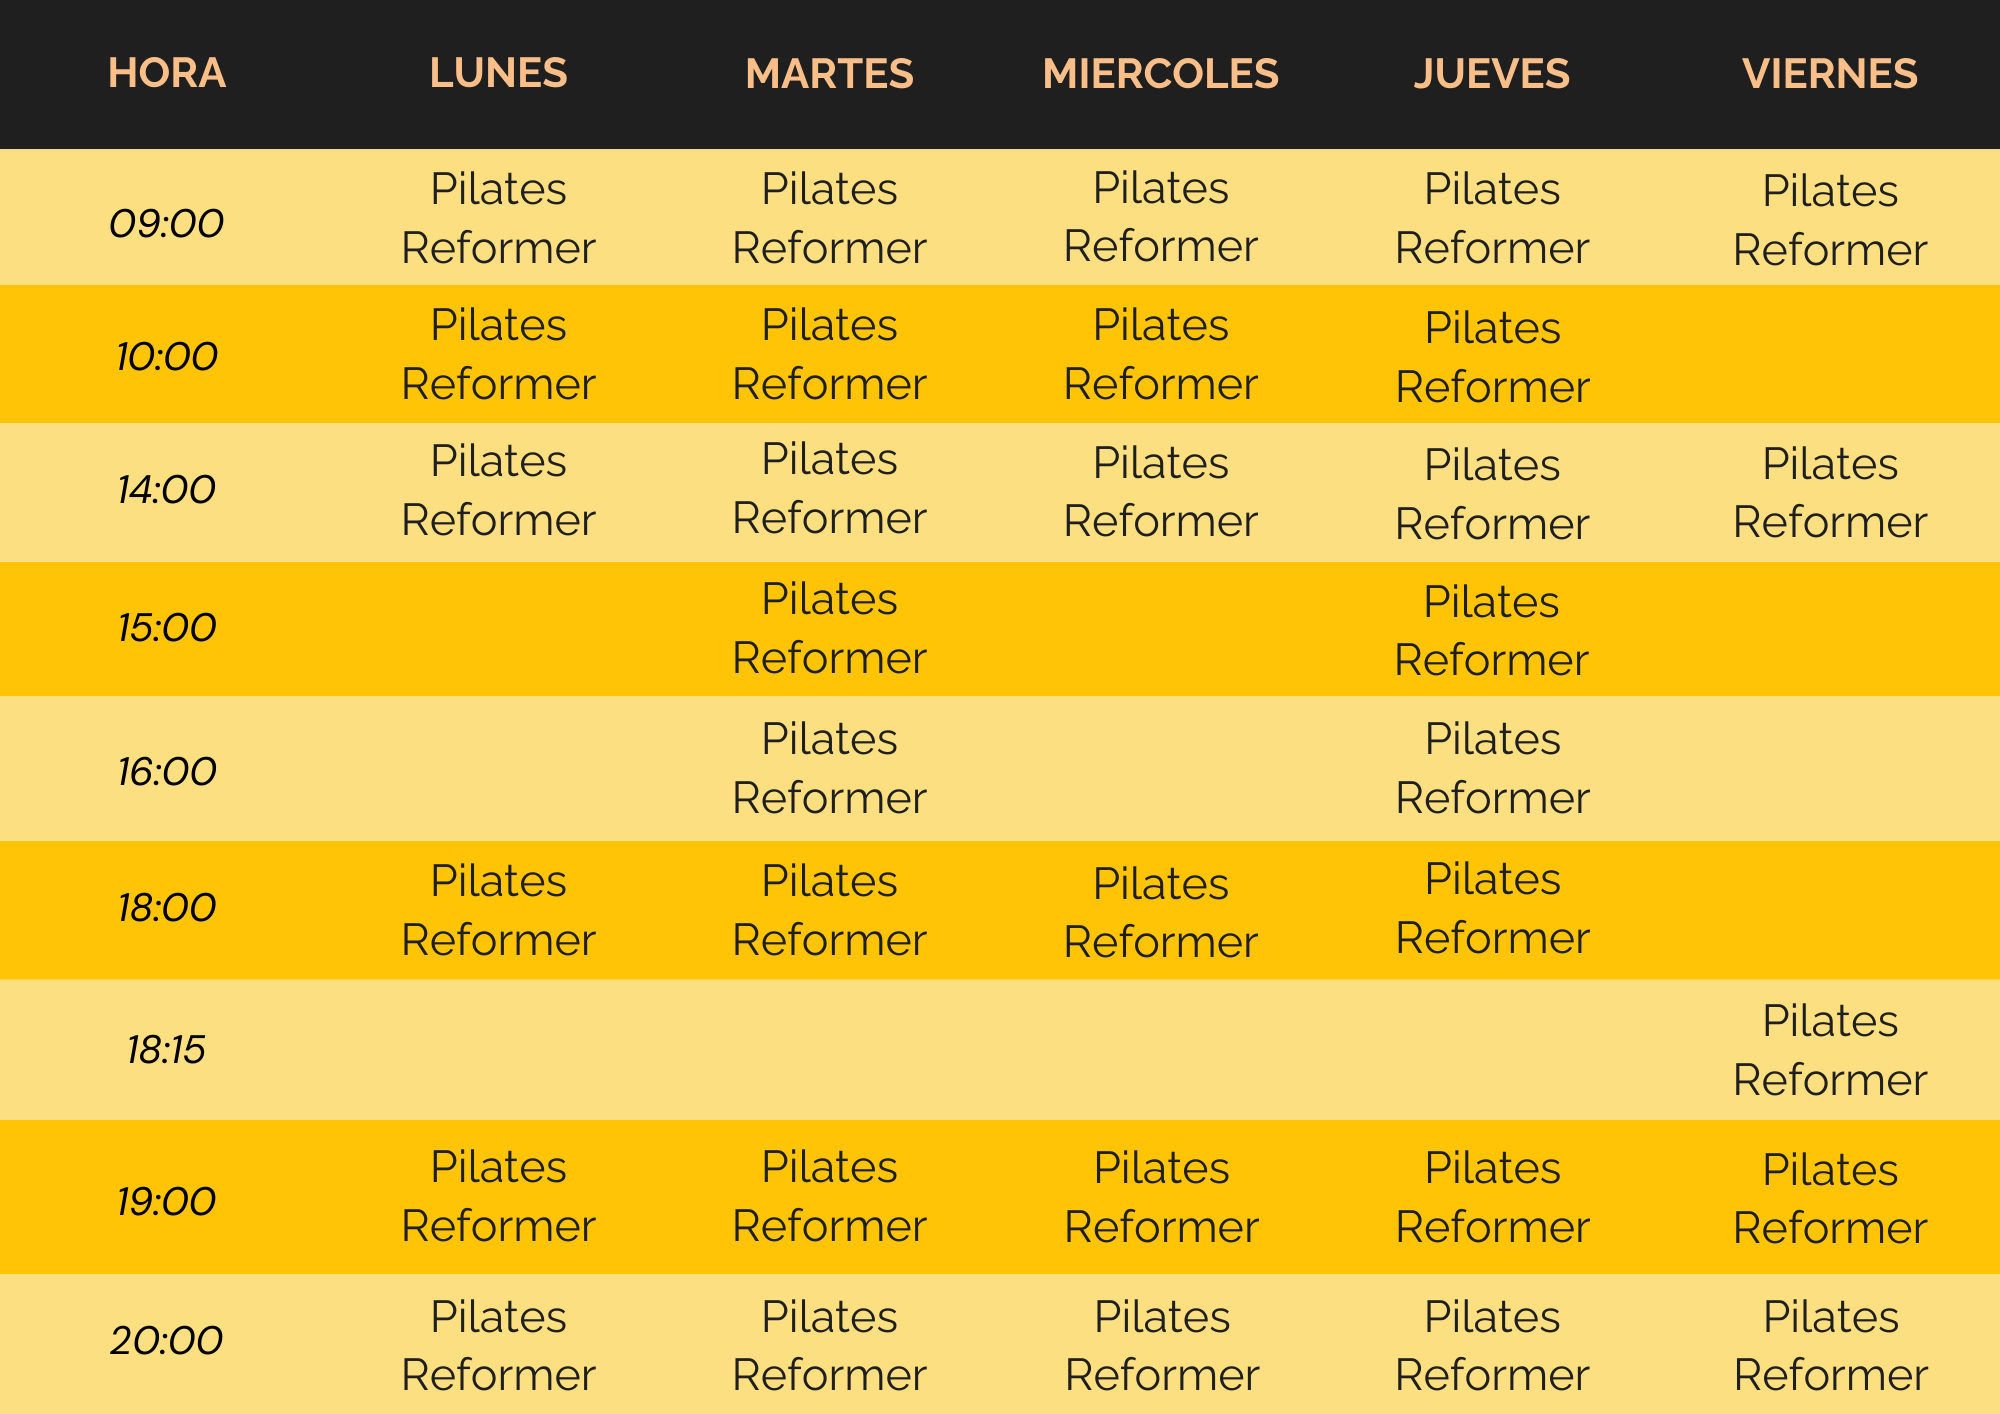 HORA LUNES MARTES MIERCOLES JUEVES VIERNES
09:00 Pilates Reformer Pilates Reformer Pilates Reformer Pilates Reformer Pilates Reformer
10:00 Pilates Reformer Pilates Reformer Pilates Reformer Pilates Reformer
14:00 Pilates Reformer Pilates Reformer Pilates Reformer Pilates Reformer Pilates Reformer
15:00 Pilates Reformer Pilates Reformer
16:00 Pilates Reformer Pilates Reformer
18:00 Pilates Reformer Pilates Reformer Pilates Reformer Pilates Reformer
18:15 Pilates Reformer
19:00 Pilates Reformer Pilates Reformer Pilates Reformer Pilates Reformer Pilates Reformer
20:00 Pilates Reformer Pilates Reformer Pilates Reformer Pilates Reformer Pilates Reformer